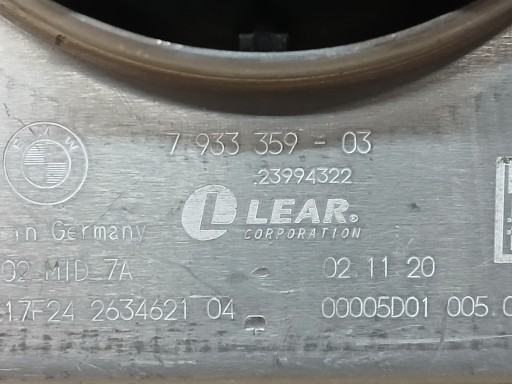 BMW
7 933 359 - 03
23994322
L LEAR®
CORPORATION
in Germany
02 MID 7A
02.11.20
17F24 2634621 04
00005D01 005.0